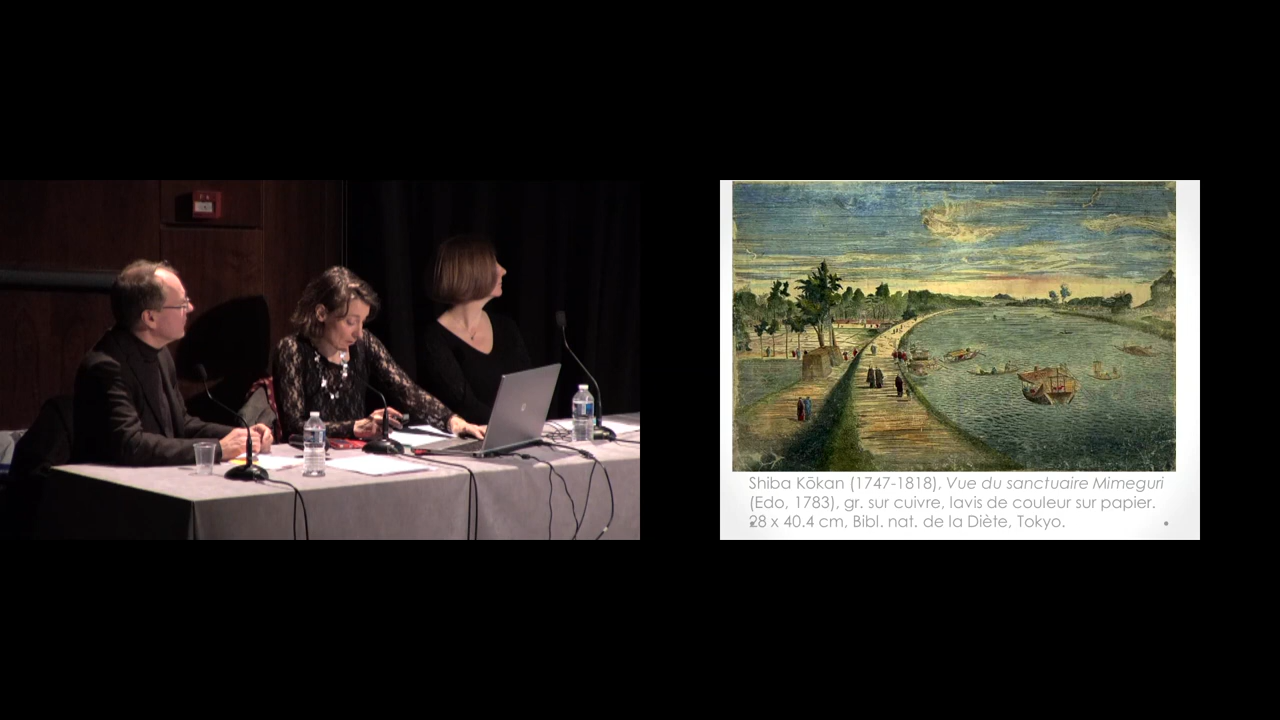 Shiba Kōkan (1747-1818), Vue du sanctuaire Mimeguri
(Edo, 1783), gr. sur cuivre, lavis de couleur sur papier.
28 x 40.4 cm, Bibl. nat. de la Diète, Tokyo.